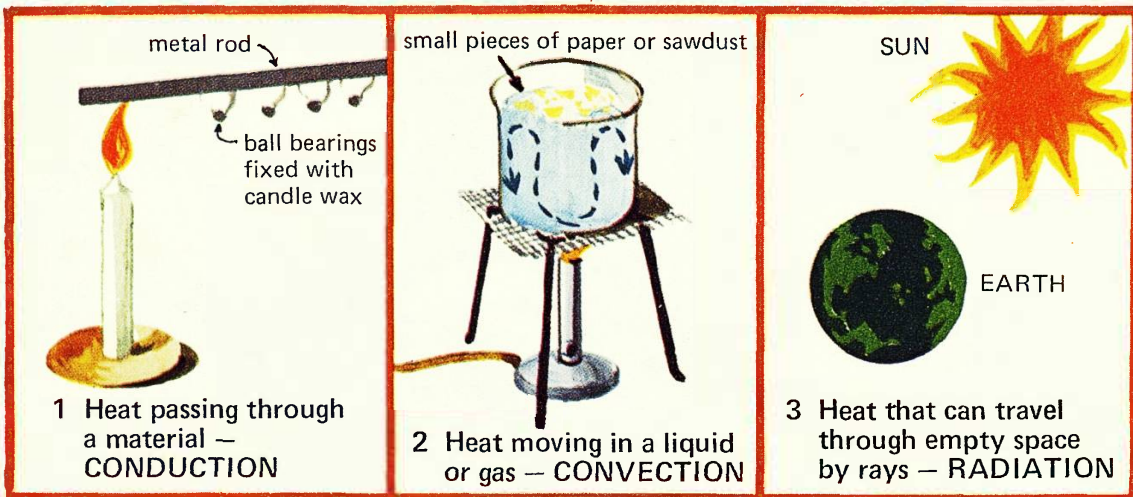 metal rod
ball bearings
fixed with
candle wax
1 Heat passing through
a material –
CONDUCTION
small pieces of paper or sawdust
2 Heat moving in a liquid
or gas – CONVECTION
SUN
EARTH
3 Heat that can travel
through empty space
by rays – RADIATION